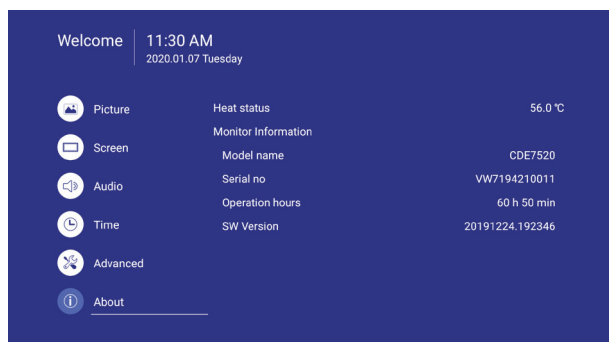 Welcome
11:30 AM
2020.01.07 Tuesday
Picture
Screen
Audio
Time
Advanced
About
Heat status 56.0 ℃
Monitor Information
Model name CDE7520
Serial no VW7194210011
Operation hours 60 h 50 min
SW Version 20191224.192346